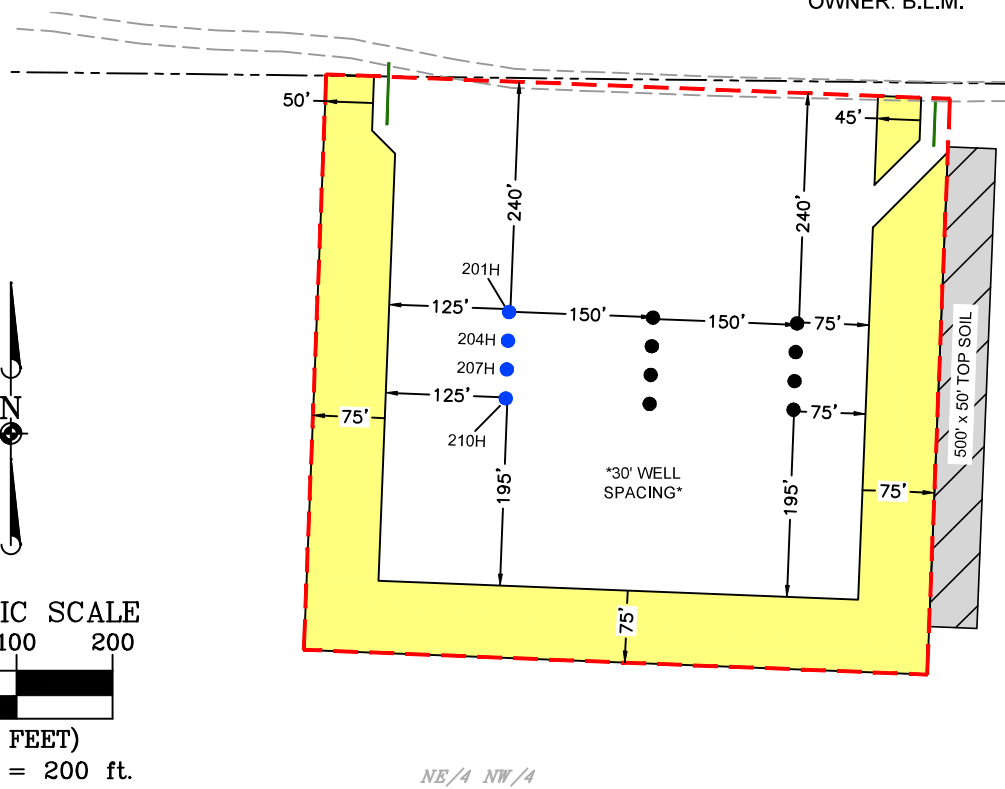 OWNER: B.L.M.
50'
45'
240'
240'
201H
125'
150'
150'
75'
204H
207H
125'
75'
75'
210H
500' x 50' TOP SOIL
N
*30' WELL
SPACING*
195'
195'
75'
75'
IC SCALE
100 200
FEET)
= 200 ft.
NE/4 NW/4